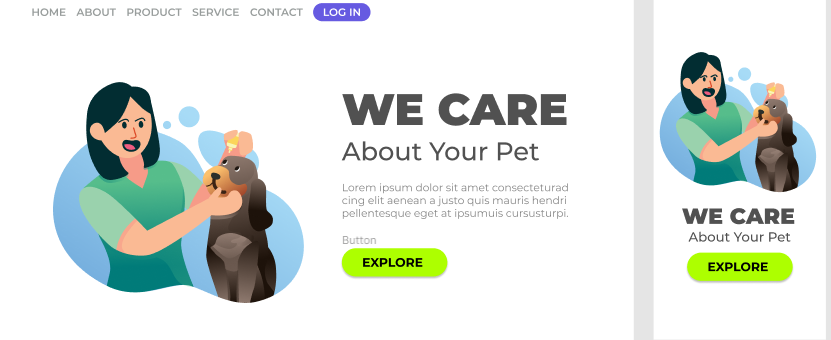 HOME ABOUT PRODUCT SERVICE CONTACT LOG IN
WE CARE
About Your Pet
Lorem ipsum dolor sit amet consecteturad
cing elit aenean a justo quis mauris hendri
pellentesque eget at ipsumuis cursusturpi.
Button
EXPLORE
WE CARE
About Your Pet
EXPLORE